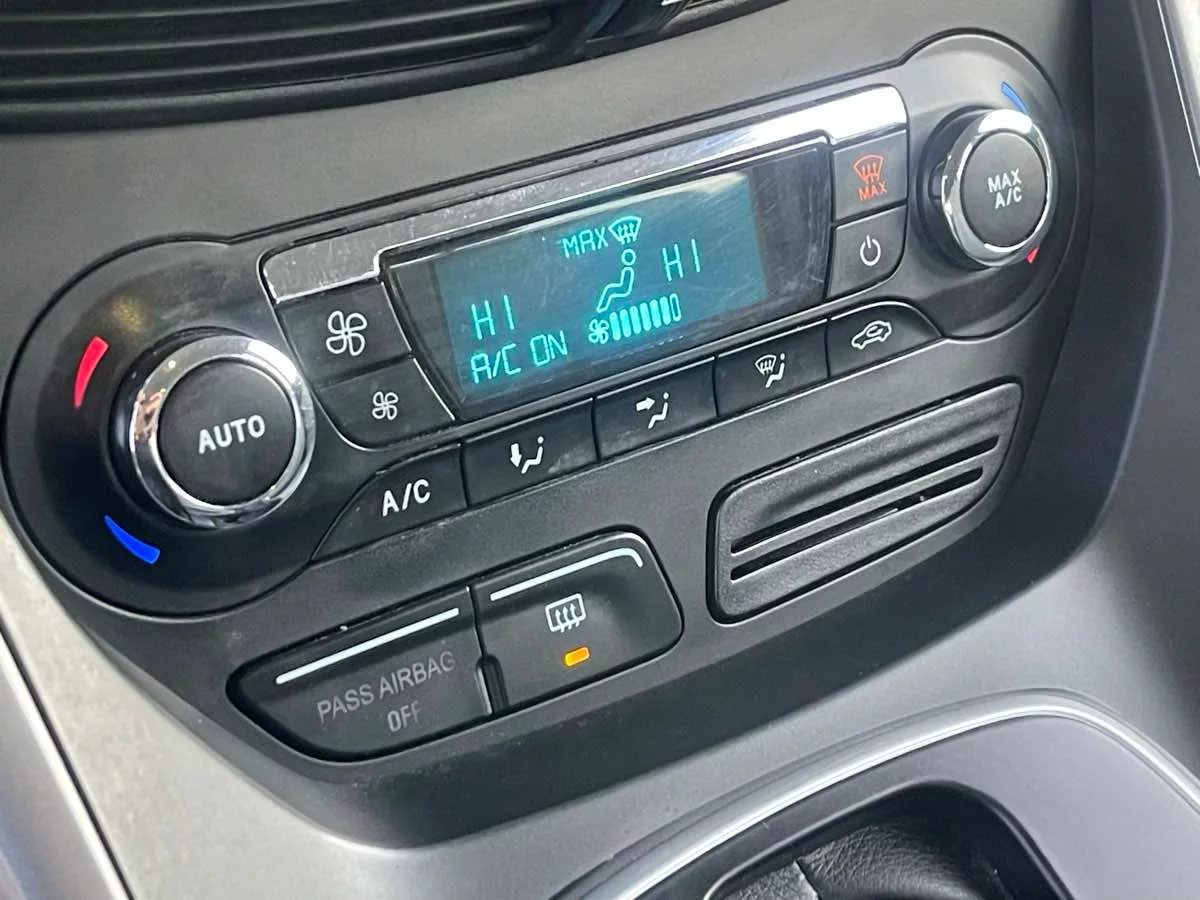 MAX
HI
HI
A/C ON
MAX
MAX
A/C
AUTO
A/C
PASS AIRBAG
OFF